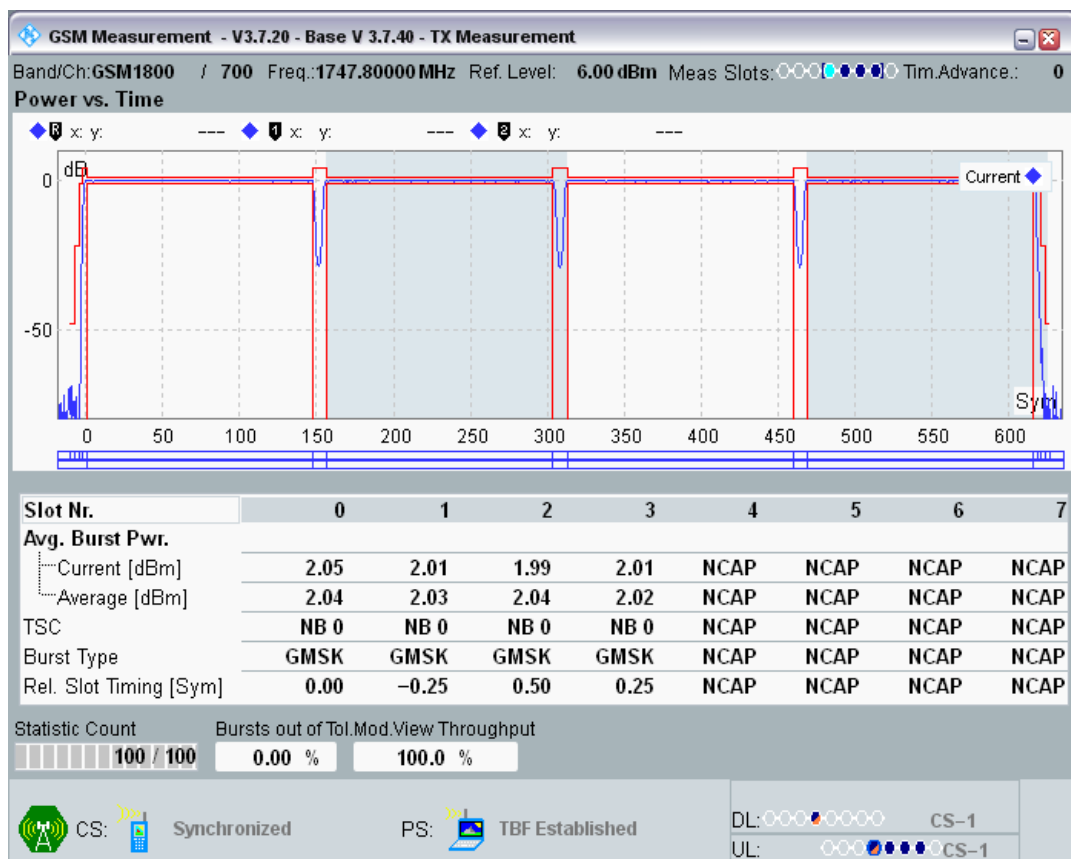 GSM Measurement - V3.7.20 - Base V 3.7.40 - TX Measurement
Band/Ch:GSM1800 / 700 Freq.:1747.80000 MHz Ref. Level: 6.00 dBm Meas Slots: Tim.Advance.: 0
Power vs. Time
R x: y: --- 1 x: y: --- 2 x: y: ---
dB
Current
0
-50
Sym
0 50 100 150 200 250 300 350 400 450 500 550 600
Slot Nr. 0 1 2 3 4 5 6 7
Avg. Burst Pwr.
Current [dBm] 2.05 2.01 1.99 2.01 NCAP NCAP NCAP NCAP
Average [dBm] 2.04 2.03 2.04 2.02 NCAP NCAP NCAP NCAP
TSC NB 0 NB 0 NB 0 NB 0 NCAP NCAP NCAP NCAP
Burst Type GMSK GMSK GMSK GMSK NCAP NCAP NCAP NCAP
Rel. Slot Timing [Sym] 0.00 −0.25 0.50 0.25 NCAP NCAP NCAP NCAP
Statistic Count Bursts out of Tol.Mod.View Throughput
100 / 100 0.00 % 100.0 %
CS: Synchronized PS: TBF Established DL: CS−1
UL: CS−1